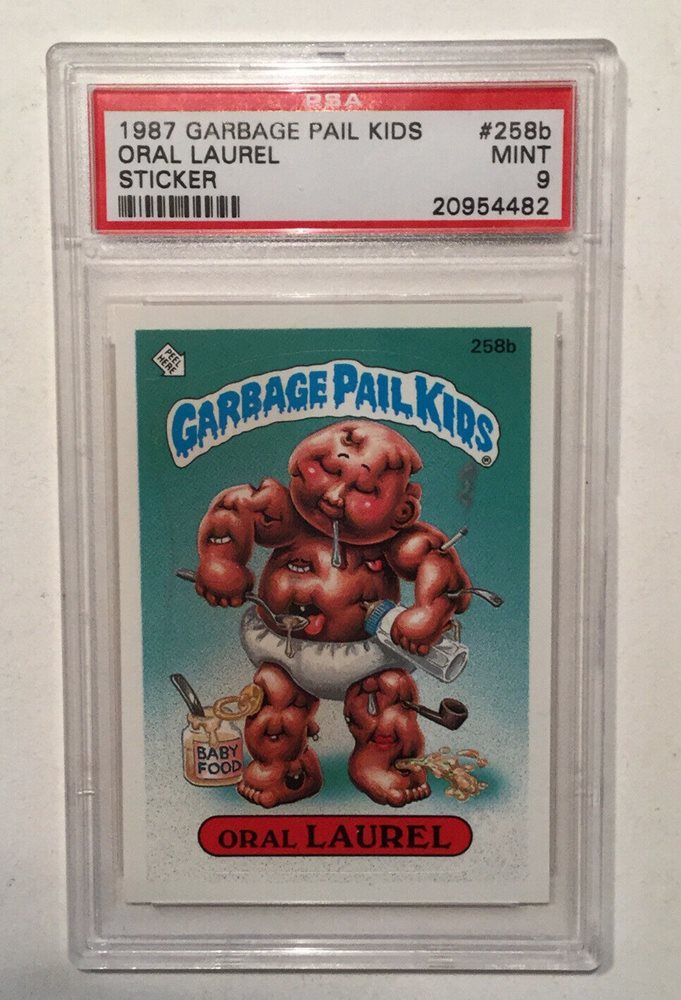 PSA
1987 GARBAGE PAIL KIDS #258b
ORAL LAUREL MINT
STICKER 9
20954482
258b
PEEL HERE
GARBAGE PAIL KIDS®
BABY
FOOD
ORAL LAUREL